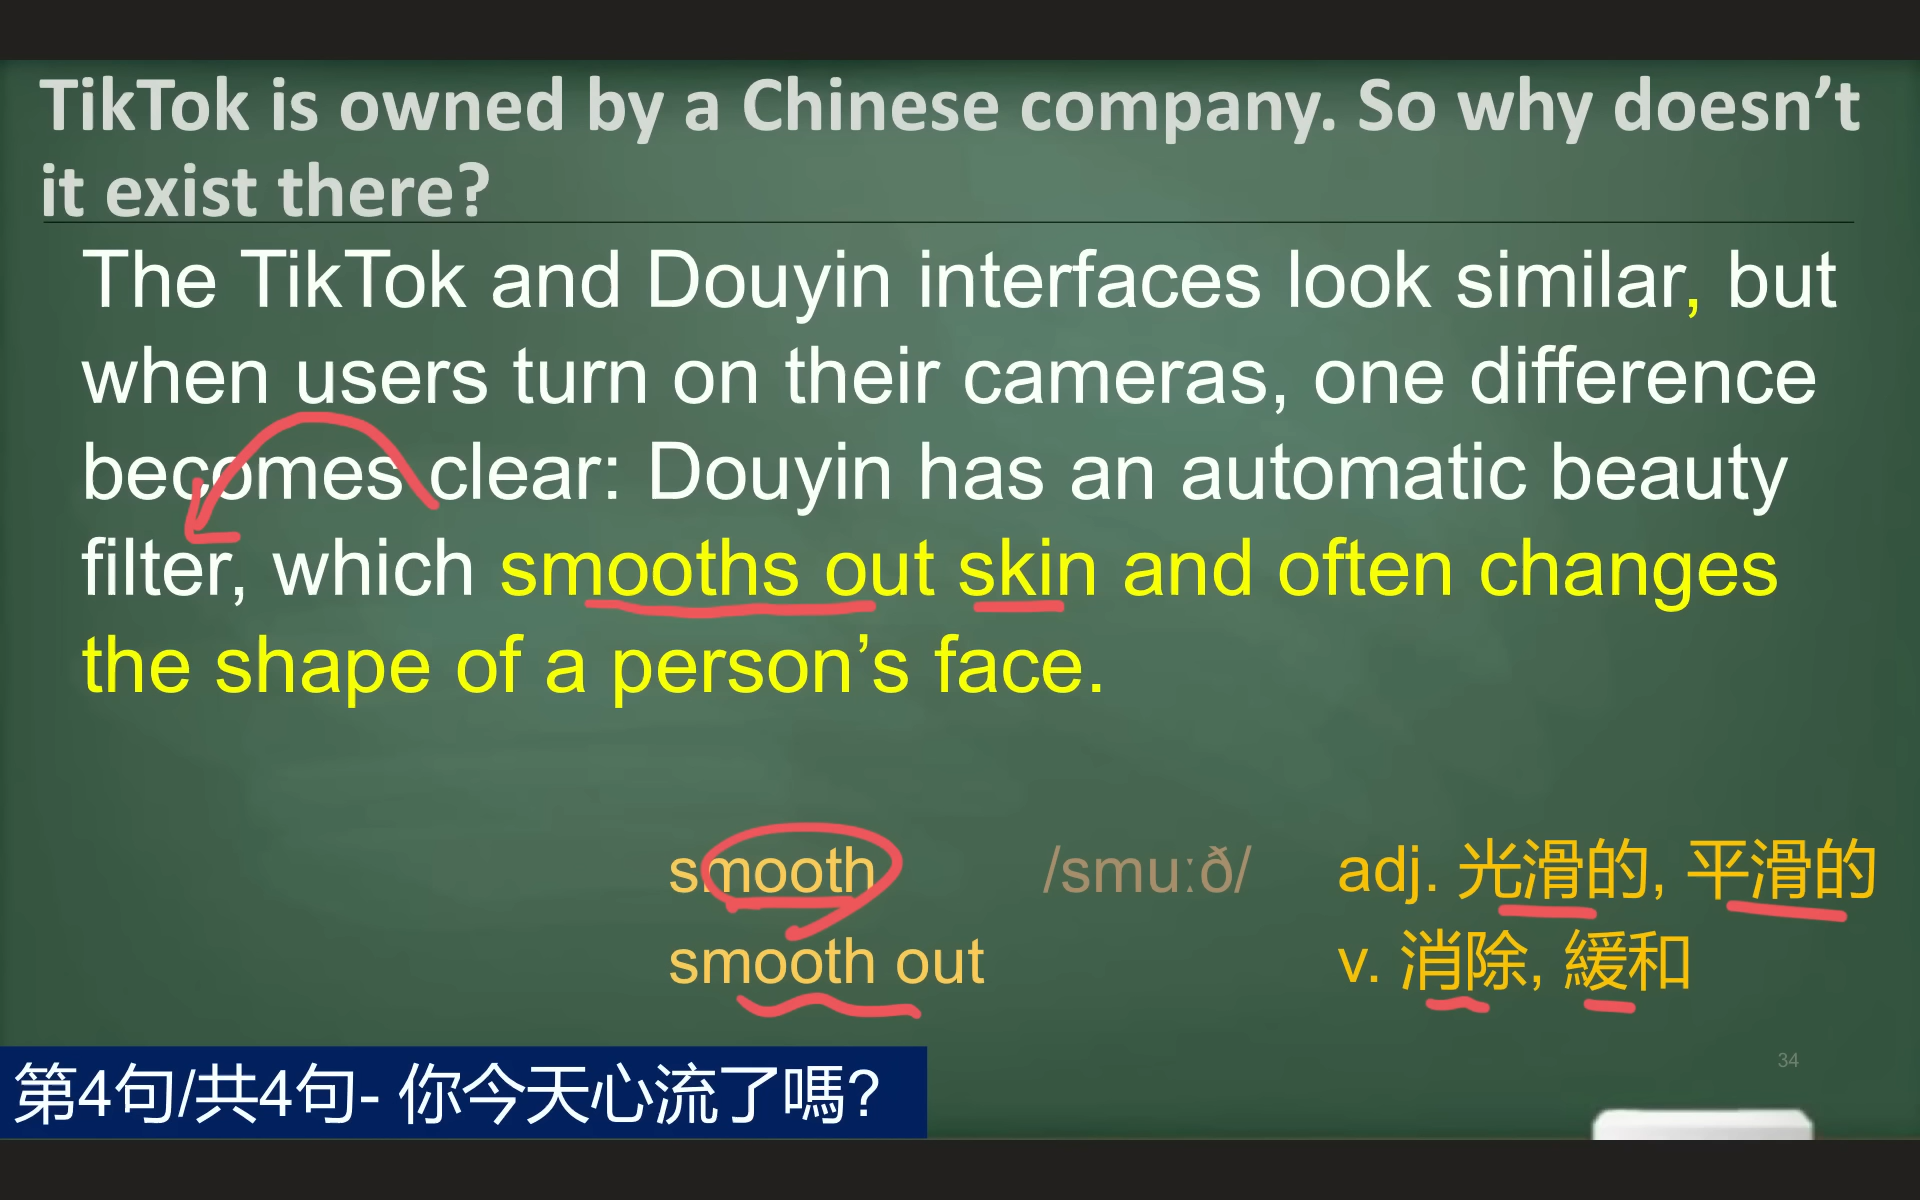 TikTok is owned by a Chinese company. So why doesn’t
it exist there?
The TikTok and Douyin interfaces look similar, but
when users turn on their cameras, one difference
becomes clear: Douyin has an automatic beauty
filter, which smooths out skin and often changes
the shape of a person’s face.
smooth /smuːð/ adj. 光滑的, 平滑的
smooth out v. 消除, 緩和
34
第4句/共4句- 你今天心流了嗎?